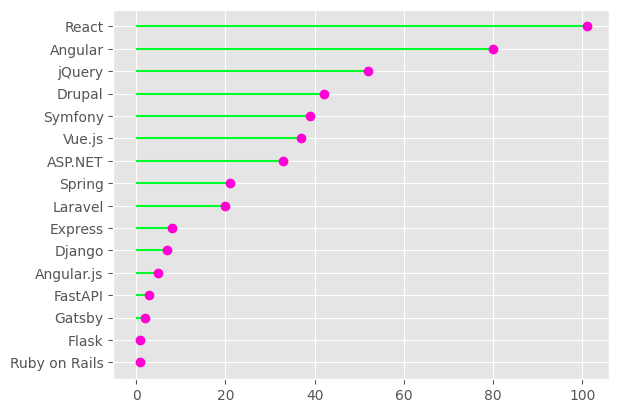 React
Angular
jQuery
Drupal
Symfony
Vue.js
ASP.NET
Spring
Laravel
Express
Django
Angular.js
FastAPI
Gatsby
Flask
Ruby on Rails
0 20 40 60 80 100